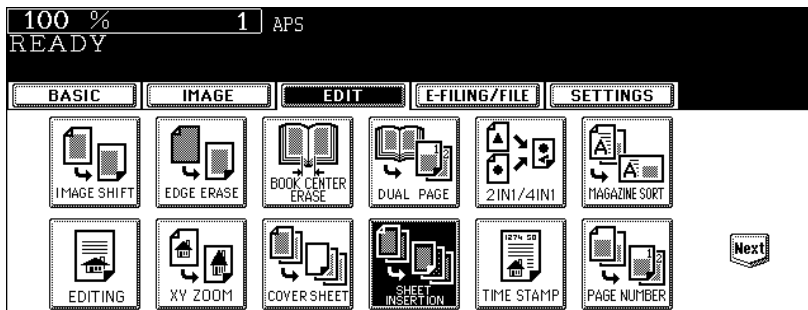 100 % 1 APS
READY
BASIC IMAGE EDIT E-FILING/FILE SETTINGS
IMAGE SHIFT EDGE ERASE BOOK CENTER ERASE DUAL PAGE 2IN1/4IN1 MAGAZINE SORT
Next
EDITING XY ZOOM COVER SHEET SHEET INSERTION TIME STAMP PAGE NUMBER